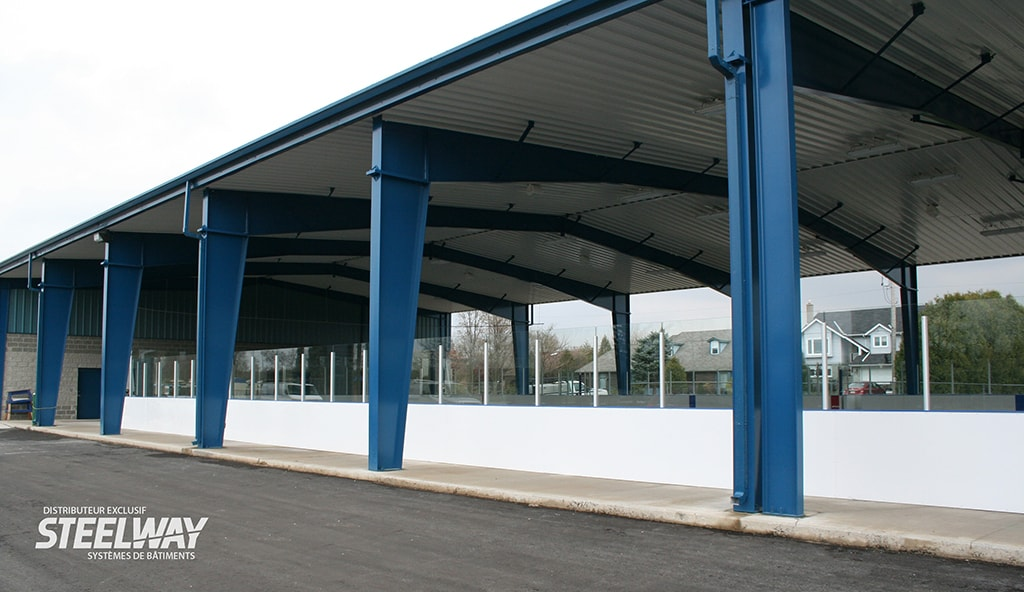 DISTRIBUTEUR EXCLUSIF
STEELWAY
SYSTÈMES DE BÂTIMENTS